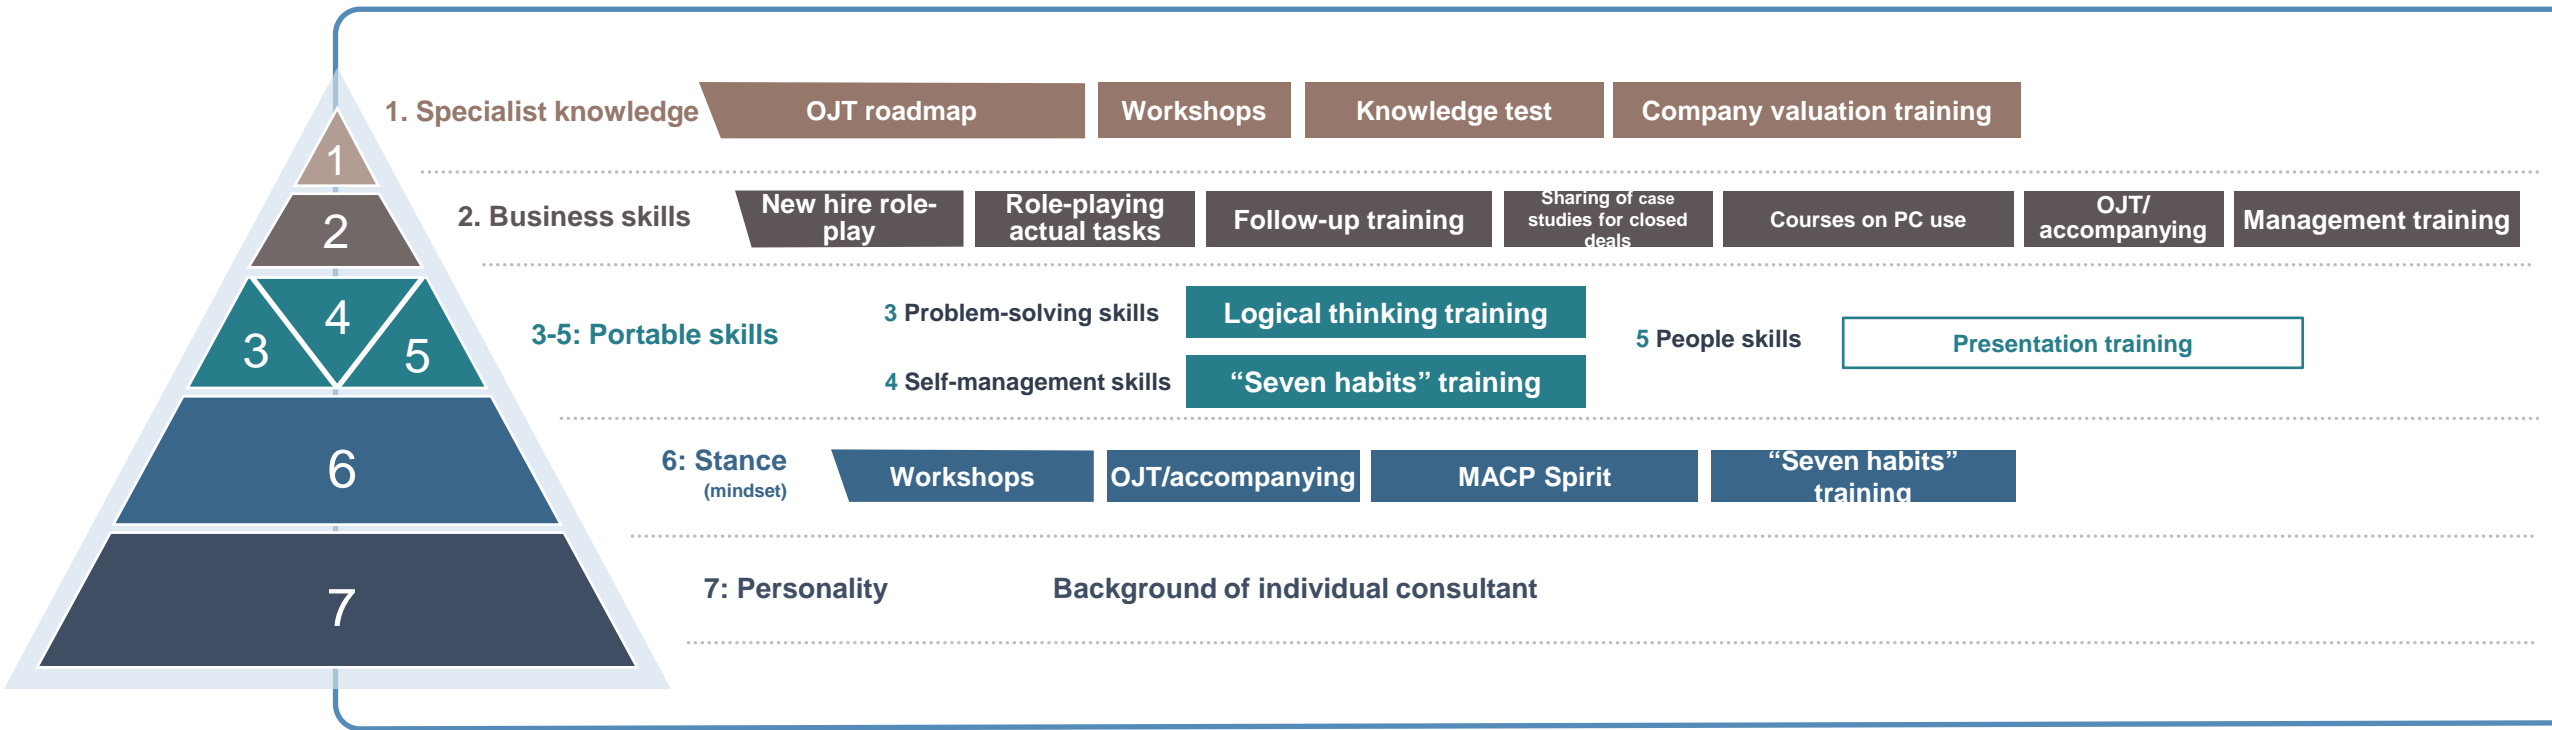 1
2
3
4
5
6
7
1. Specialist knowledge
OJT roadmap
Workshops
Knowledge test
Company valuation training
2. Business skills
New hire role-
play
Role-playing
actual tasks
Follow-up training
Sharing of case
studies for closed
deals
Courses on PC use
OJT/
accompanying
Management training
3-5: Portable skills
3 Problem-solving skills
Logical thinking training
4 Self-management skills
“Seven habits” training
5 People skills
Presentation training
6: Stance
(mindset)
Workshops
OJT/accompanying
MACP Spirit
“Seven habits”
training
7: Personality
Background of individual consultant